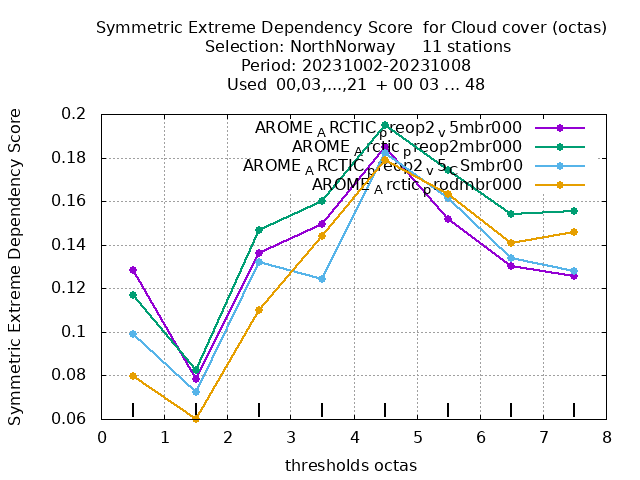 Symmetric Extreme Dependency Score for Cloud cover (octas)
Selection: NorthNorway 11 stations
Period: 20231002-20231008
Used 00,03,...,21 + 00 03 ... 48
Symmetric Extreme Dependency Score
0.2
0.18
0.16
0.14
0.12
0.1
0.08
0.06
AROME_ARCTIC_preop2_v5mbr000
AROME_Arctic_preop2mbr000
AROME_ARCTIC_preop2_v5_Smbr00
AROME_Arctic_prodmbr000
0 1 2 3 4 5 6 7 8
thresholds octas